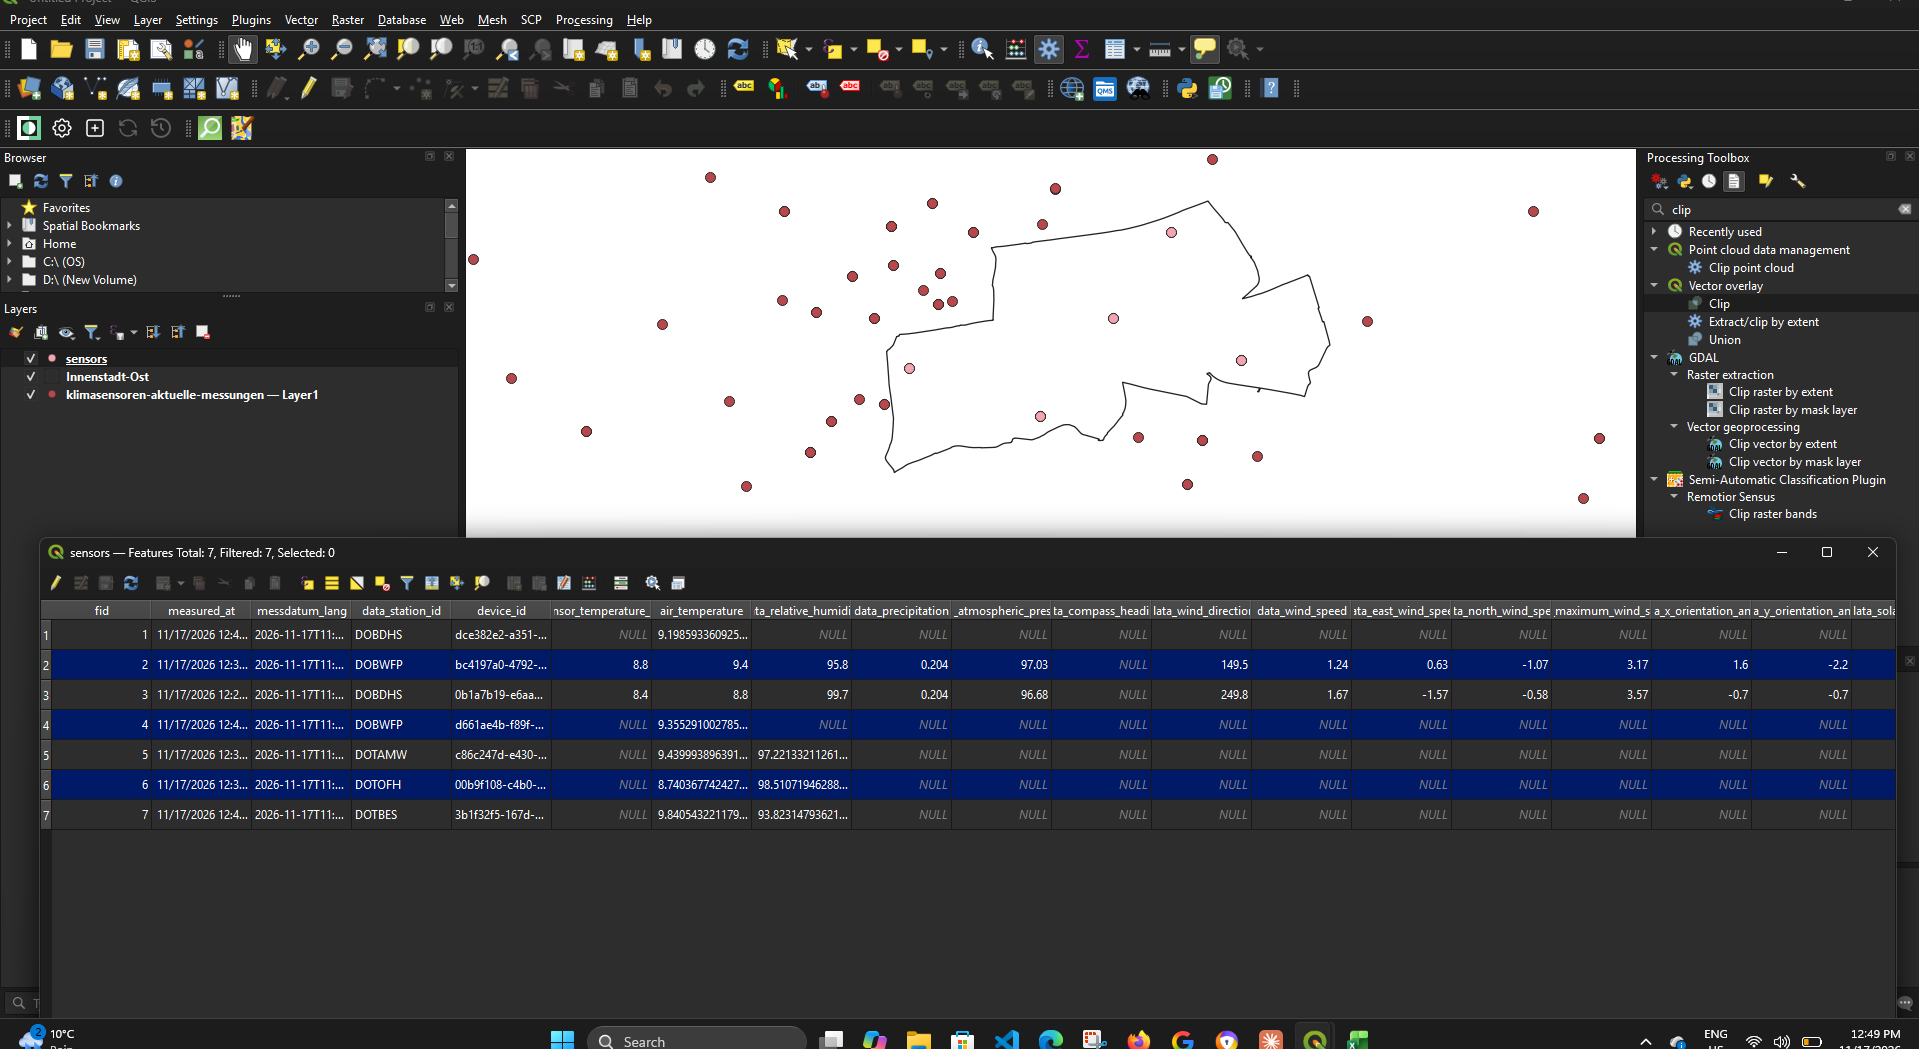 Project Edit View Layer Settings Plugins Vector Raster Database Web Mesh SCP Processing Help
Browser
Favorites
Spatial Bookmarks
Home
C:\ (OS)
D:\ (New Volume)
Layers
sensors
Innenstadt-Ost
klimasensoren-aktuelle-messungen — Layer1
Processing Toolbox
clip
Recently used
Point cloud data management
Clip point cloud
Vector overlay
Clip
Extract/clip by extent
Union
GDAL
Raster extraction
Clip raster by extent
Clip raster by mask layer
Vector geoprocessing
Clip vector by extent
Clip vector by mask layer
Semi-Automatic Classification Plugin
Remotior Sensus
Clip raster bands
sensors — Features Total: 7, Filtered: 7, Selected: 0
fid measured_at messdatum_lang data_station_id device_id nsor_temperature_ air_temperature ta_relative_humidi data_precipitation _atmospheric_pres ta_compass_headi lata_wind_direction data_wind_speed ata_east_wind_spee ta_north_wind_spe _maximum_wind_s a_x_orientation_an a_y_orientation_an lata_sola
1 1 11/17/2026 12:4... 2026-11-17T11:... DOBDHS dce382e2-a351-... NULL 9.198593360925... NULL NULL NULL NULL NULL NULL NULL NULL NULL NULL NULL
2 2 11/17/2026 12:3... 2026-11-17T11:... DOBWFP bc4197a0-4792-... 8.8 9.4 95.8 0.204 97.03 NULL 149.5 1.24 0.63 -1.07 3.17 1.6 -2.2
3 3 11/17/2026 12:2... 2026-11-17T11:... DOBDHS 0b1a7b19-e6aa... 8.4 8.8 99.7 0.204 96.68 NULL 249.8 1.67 -1.57 -0.58 3.57 -0.7 -0.7
4 4 11/17/2026 12:4... 2026-11-17T11:... DOBWFP d661ae4b-f89f-... NULL 9.355291002785... NULL NULL NULL NULL NULL NULL NULL NULL NULL NULL NULL
5 5 11/17/2026 12:3... 2026-11-17T11:... DOTAMW c86c247d-e430-... NULL 9.439993896391... 97.22133211261... NULL NULL NULL NULL NULL NULL NULL NULL NULL NULL
6 6 11/17/2026 12:3... 2026-11-17T11:... DOTOFH 00b9f108-c4b0-... NULL 8.740367742427... 98.51071946288... NULL NULL NULL NULL NULL NULL NULL NULL NULL NULL
7 7 11/17/2026 12:4... 2026-11-17T11:... DOTBES 3b1f32f5-167d-... NULL 9.840543221179... 93.82314793621... NULL NULL NULL NULL NULL NULL NULL NULL NULL NULL
2 10°C
Search
ENG
12:49 PM